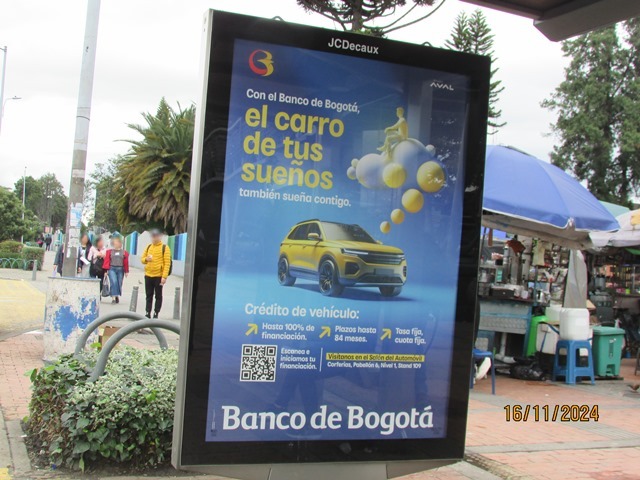 JCDecaux
AVAL
Con el Banco de Bogotá,
el carro
de tus
sueños
también sueña contigo.
Crédito de vehículo:
Hasta 100% de
financiación.
Plazos hasta
84 meses.
Tasa fija,
cuota fija.
Escanea e
iniciamos tu
financiación.
Visítanos en el Salón del Automóvil
Corferias, Pabellón 6, Nivel 1, Stand 109
Banco de Bogotá
16/11/2024